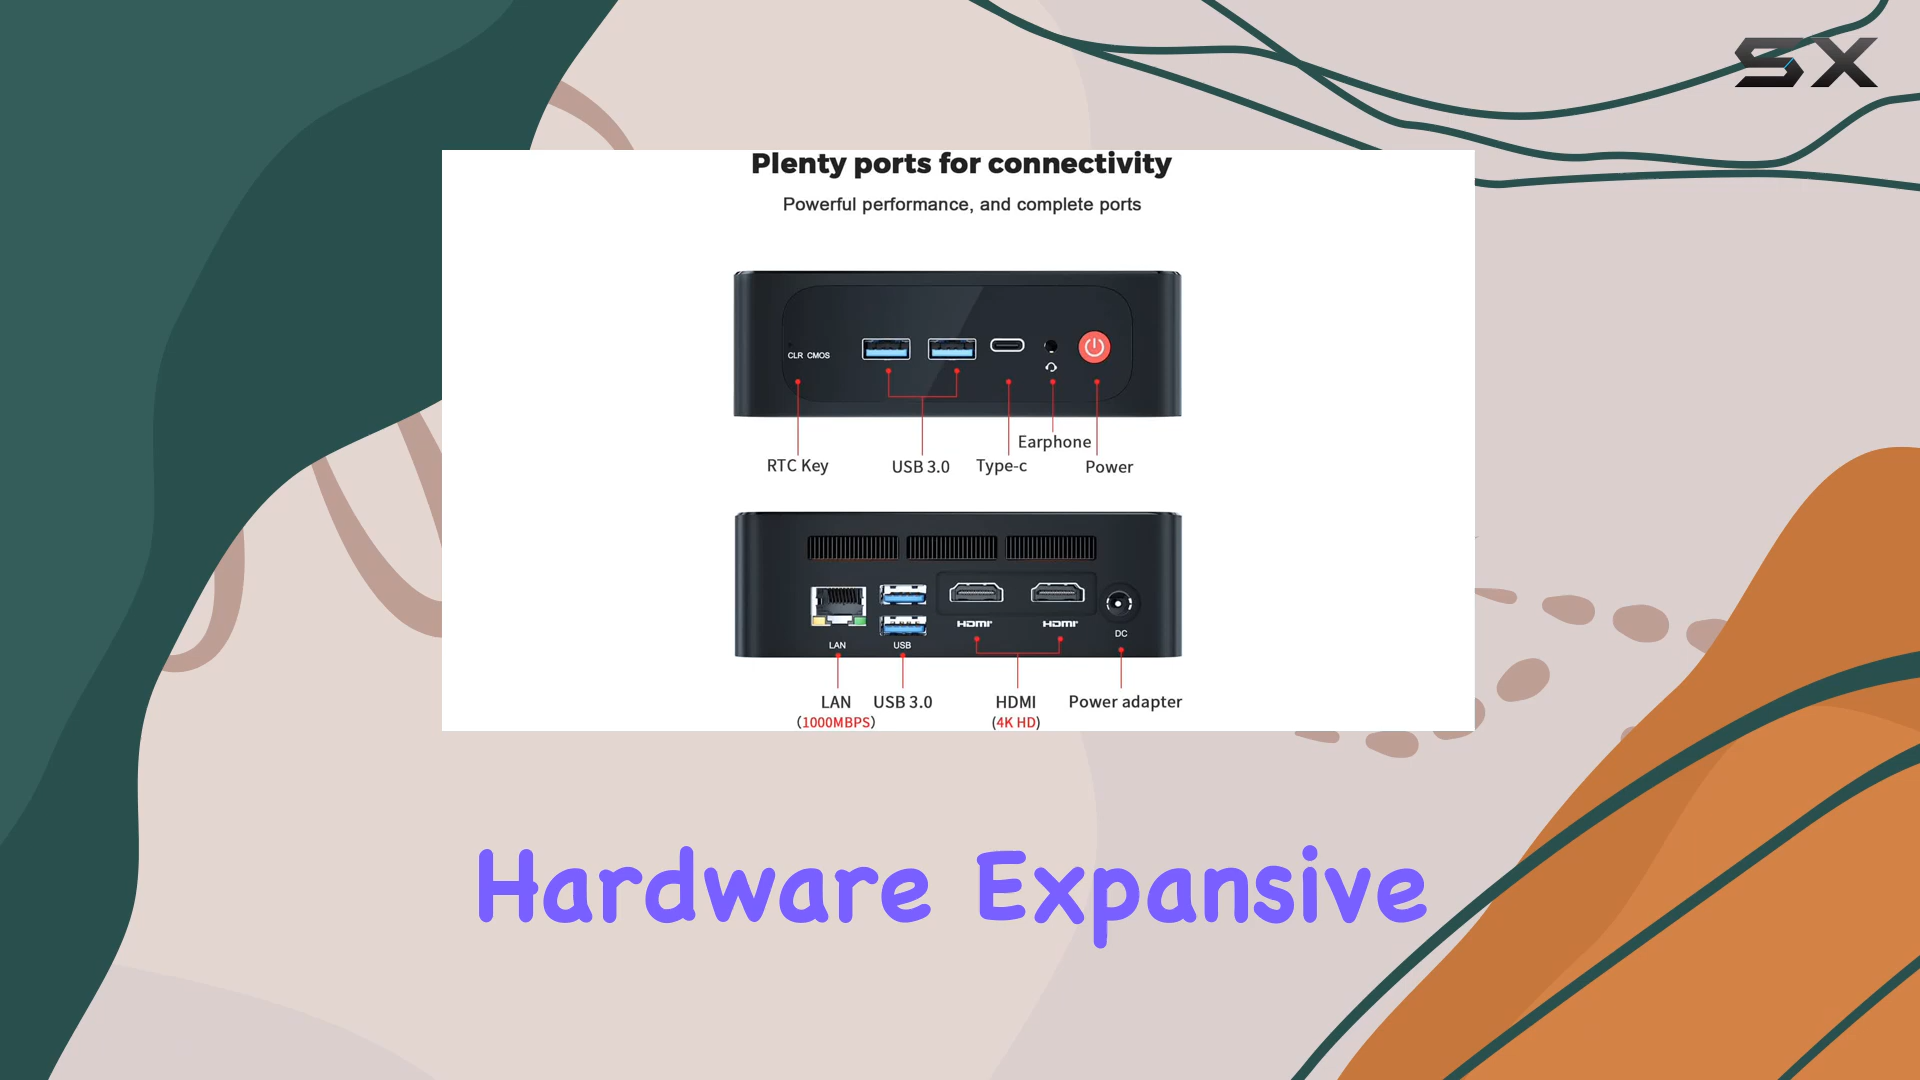 SX
Plenty ports for connectivity
Powerful performance, and complete ports
CLR CMOS
Earphone
RTC Key USB 3.0 Type-c Power
HDMI HDMI
DC
LAN USB
LAN USB 3.0 HDMI Power adapter
(1000MBPS) (4K HD)
Hardware Expansive